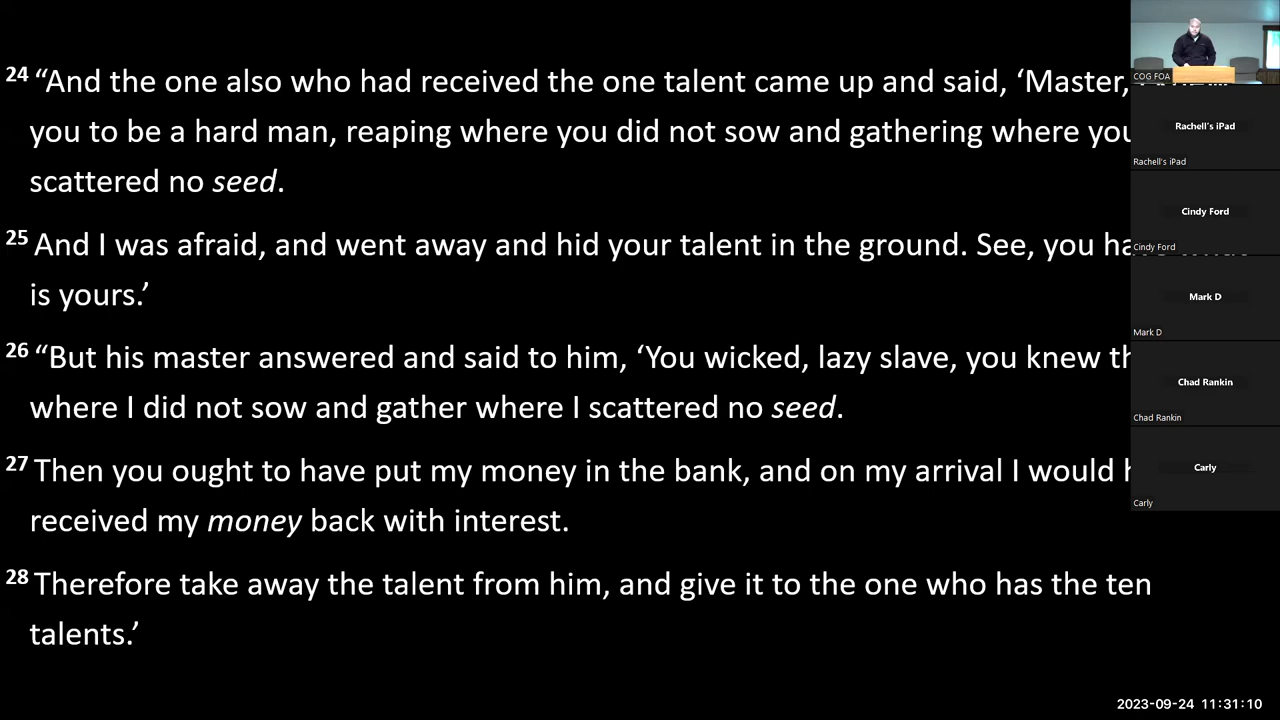 24 “And the one also who had received the one talent came up and said, ‘Master,
you to be a hard man, reaping where you did not sow and gathering where you
scattered no seed.
25 And I was afraid, and went away and hid your talent in the ground. See, you have what
is yours.’
26 “But his master answered and said to him, ‘You wicked, lazy slave, you knew
where I did not sow and gather where I scattered no seed.
27 Then you ought to have put my money in the bank, and on my arrival I would
received my money back with interest.
28 Therefore take away the talent from him, and give it to the one who has the ten
talents.’
COG FOA
Rachell's iPad
Rachell's iPad
Cindy Ford
Cindy Ford
Mark D
Mark D
Chad Rankin
Chad Rankin
Carly
Carly
2023-09-24 11:31:10